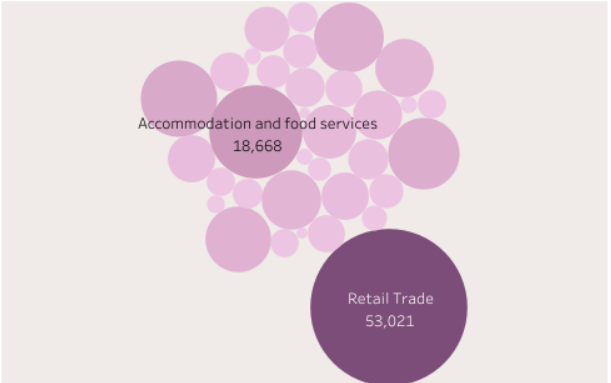 Accommodation and food services
18,668
Retail Trade
53,021